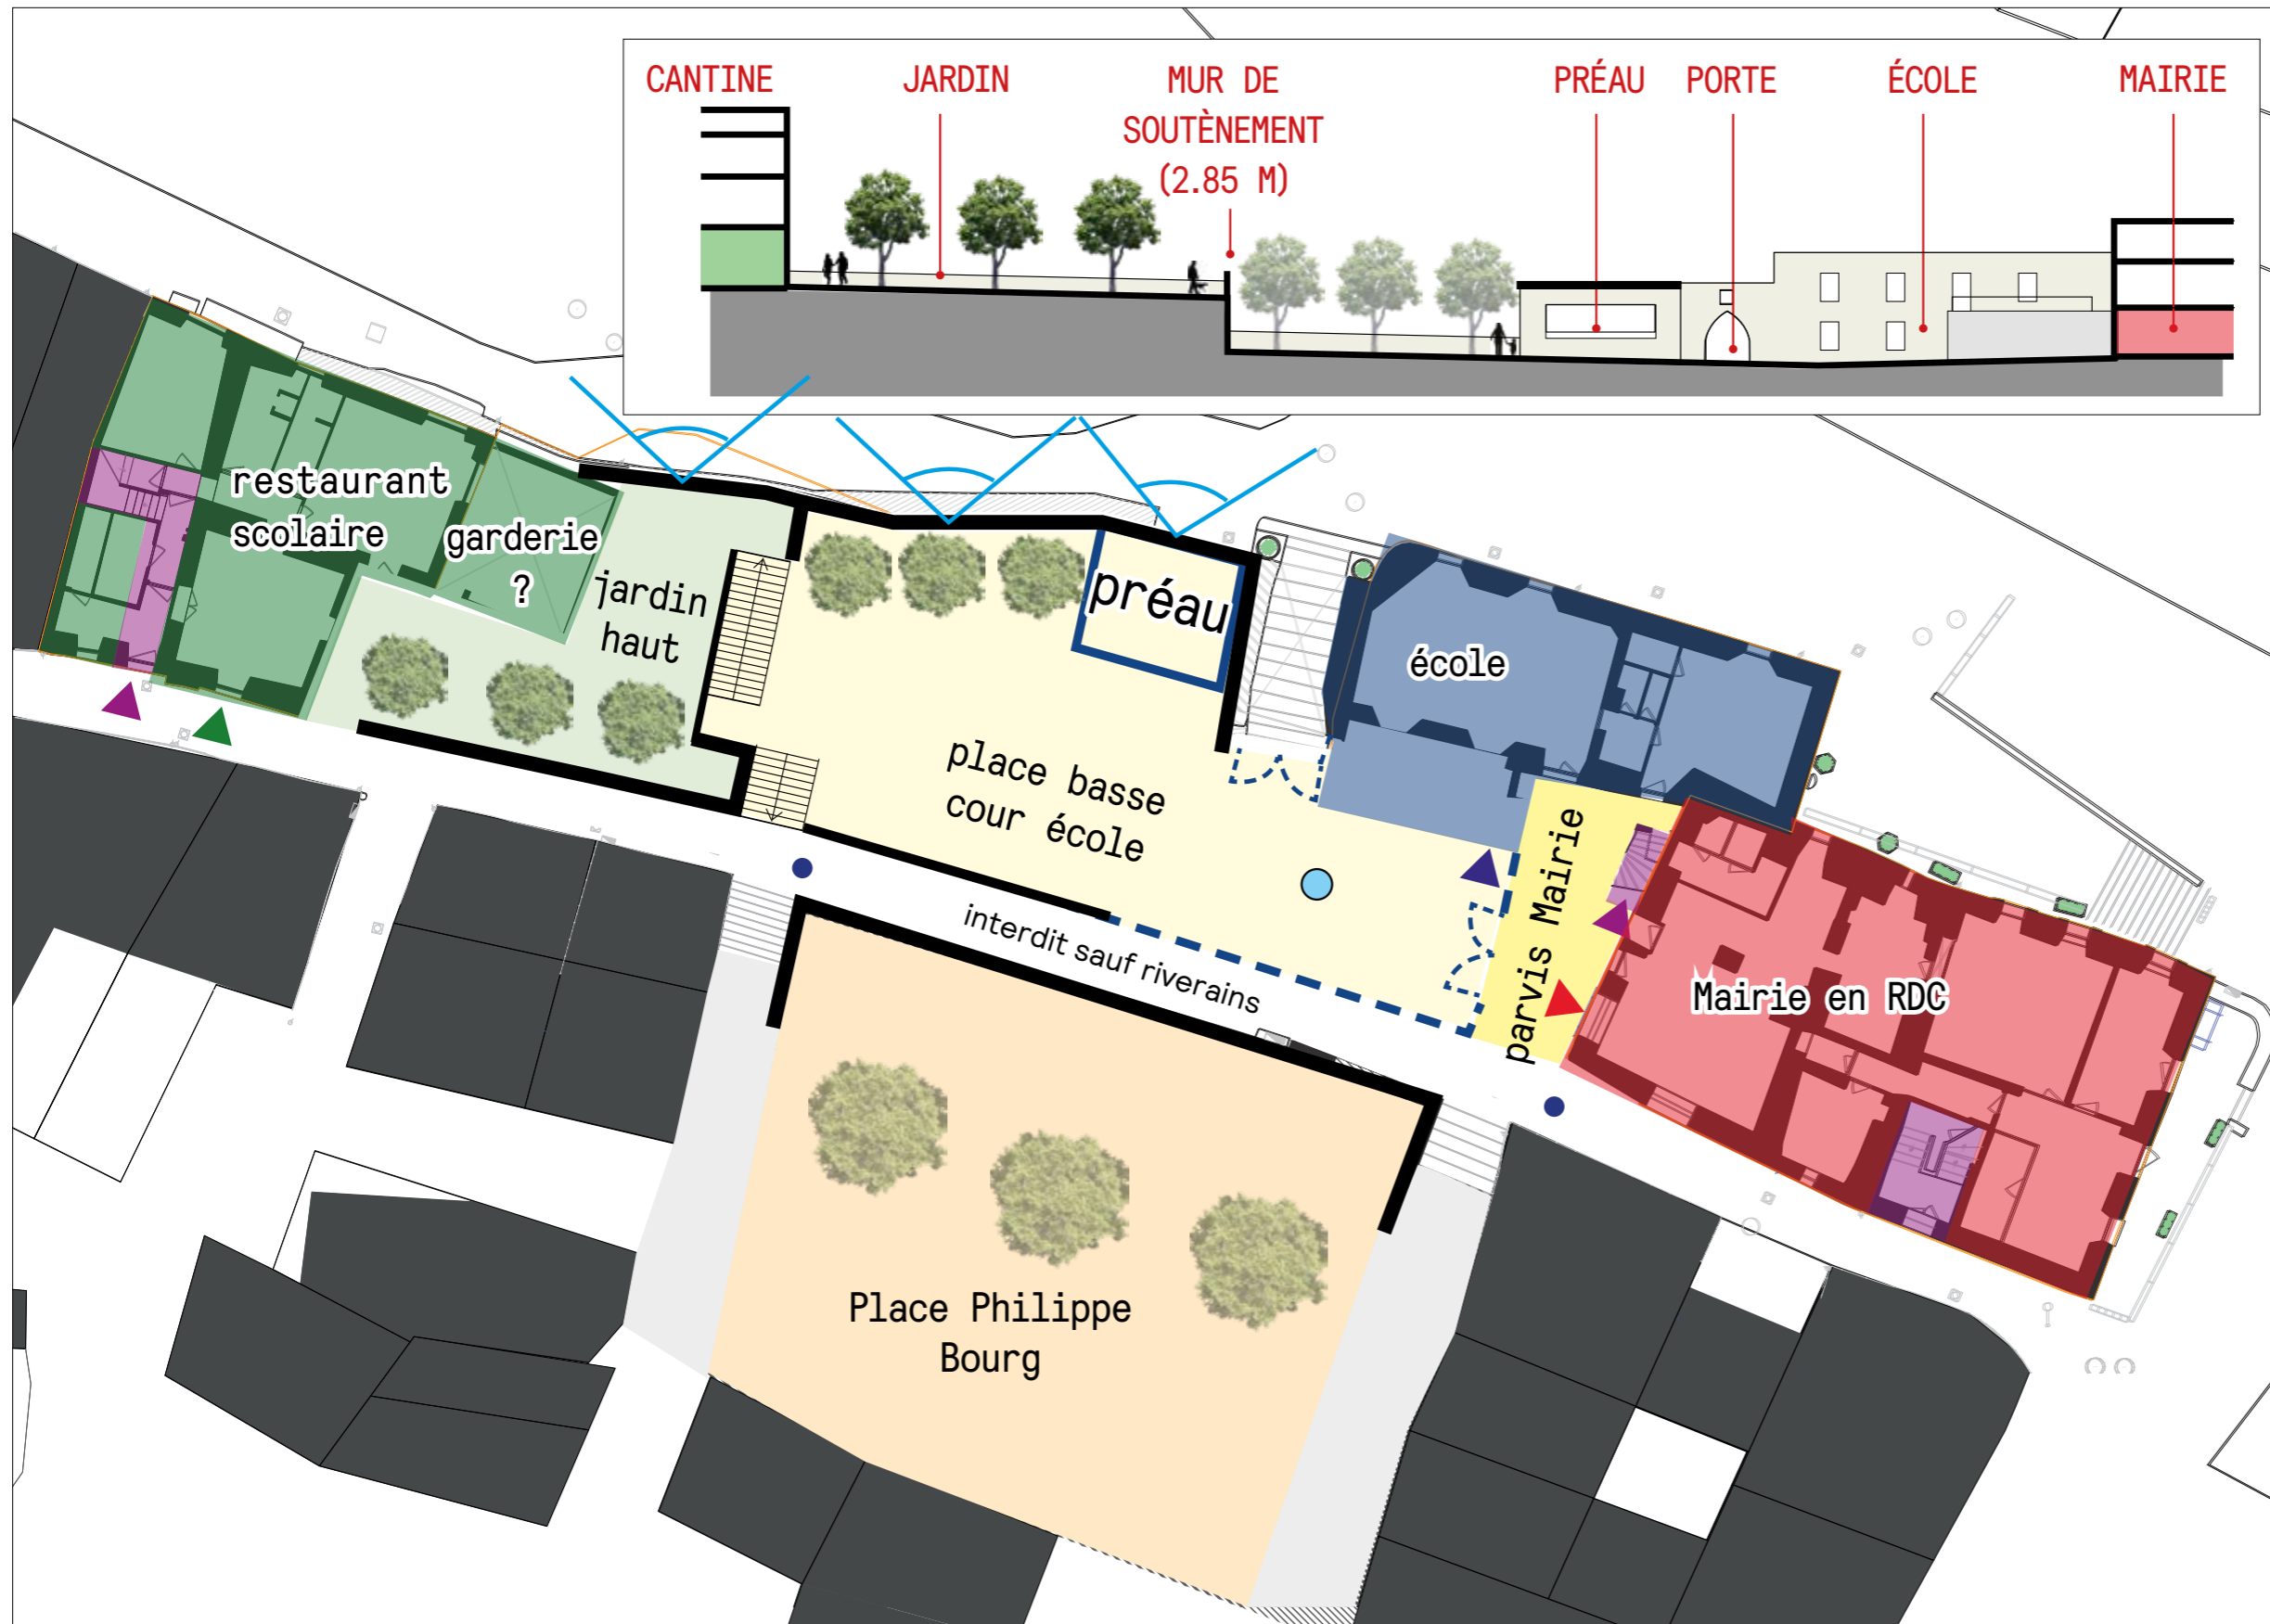 CANTINE
JARDIN
MUR DE
SOUTÈNEMENT
(2.85 M)
PRÉAU
PORTE
ÉCOLE
MAIRIE
restaurant
scolaire
garderie
?
jardin
haut
préau
école
place basse
cour école
parvis Mairie
interdit sauf riverains
Mairie en RDC
Place Philippe
Bourg